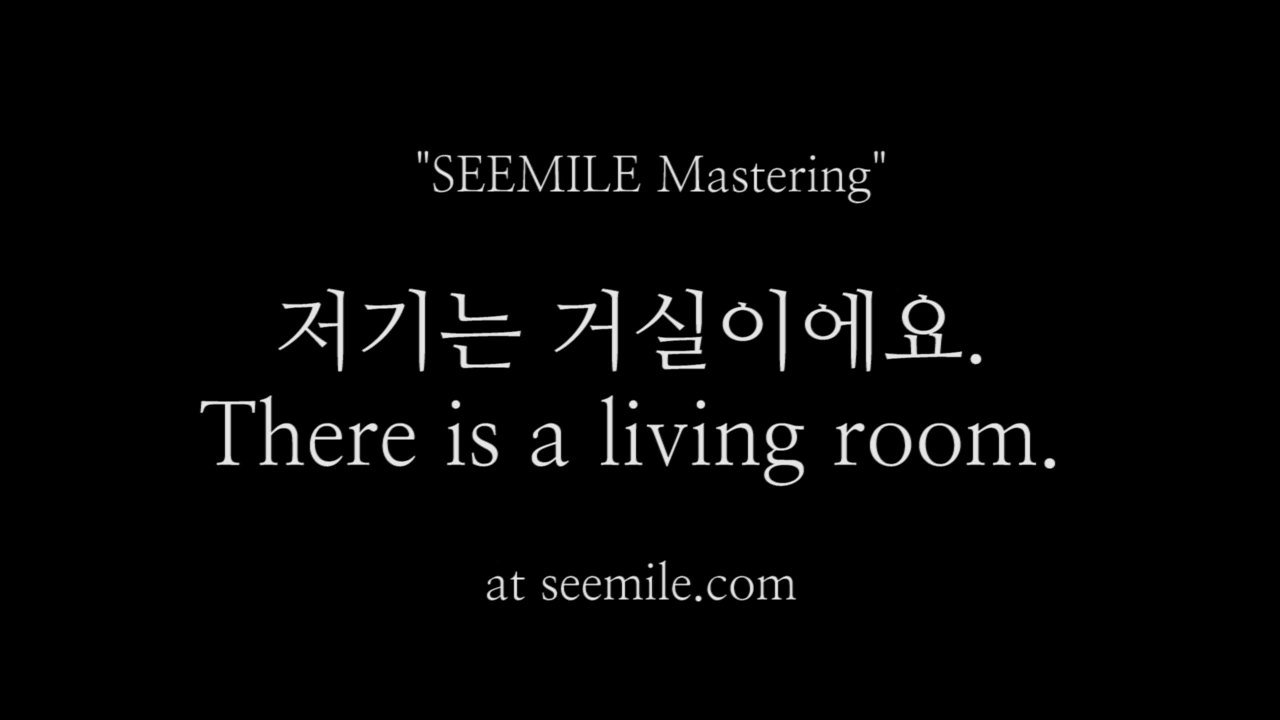 "SEEMILE Mastering"
저기는 거실이에요.
There is a living room.
at seemile.com